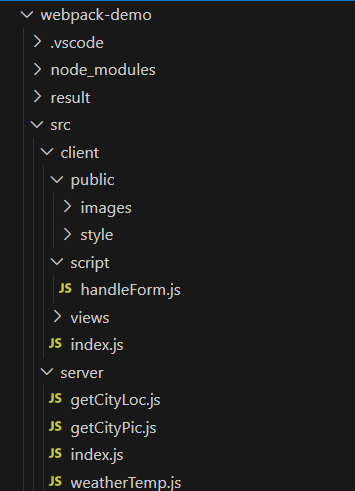 webpack-demo
.vscode
node_modules
result
src
client
public
images
style
script
JS handleForm.js
views
JS index.js
server
JS getCityLoc.js
JS getCityPic.js
JS index.js
JS weatherTemp.js